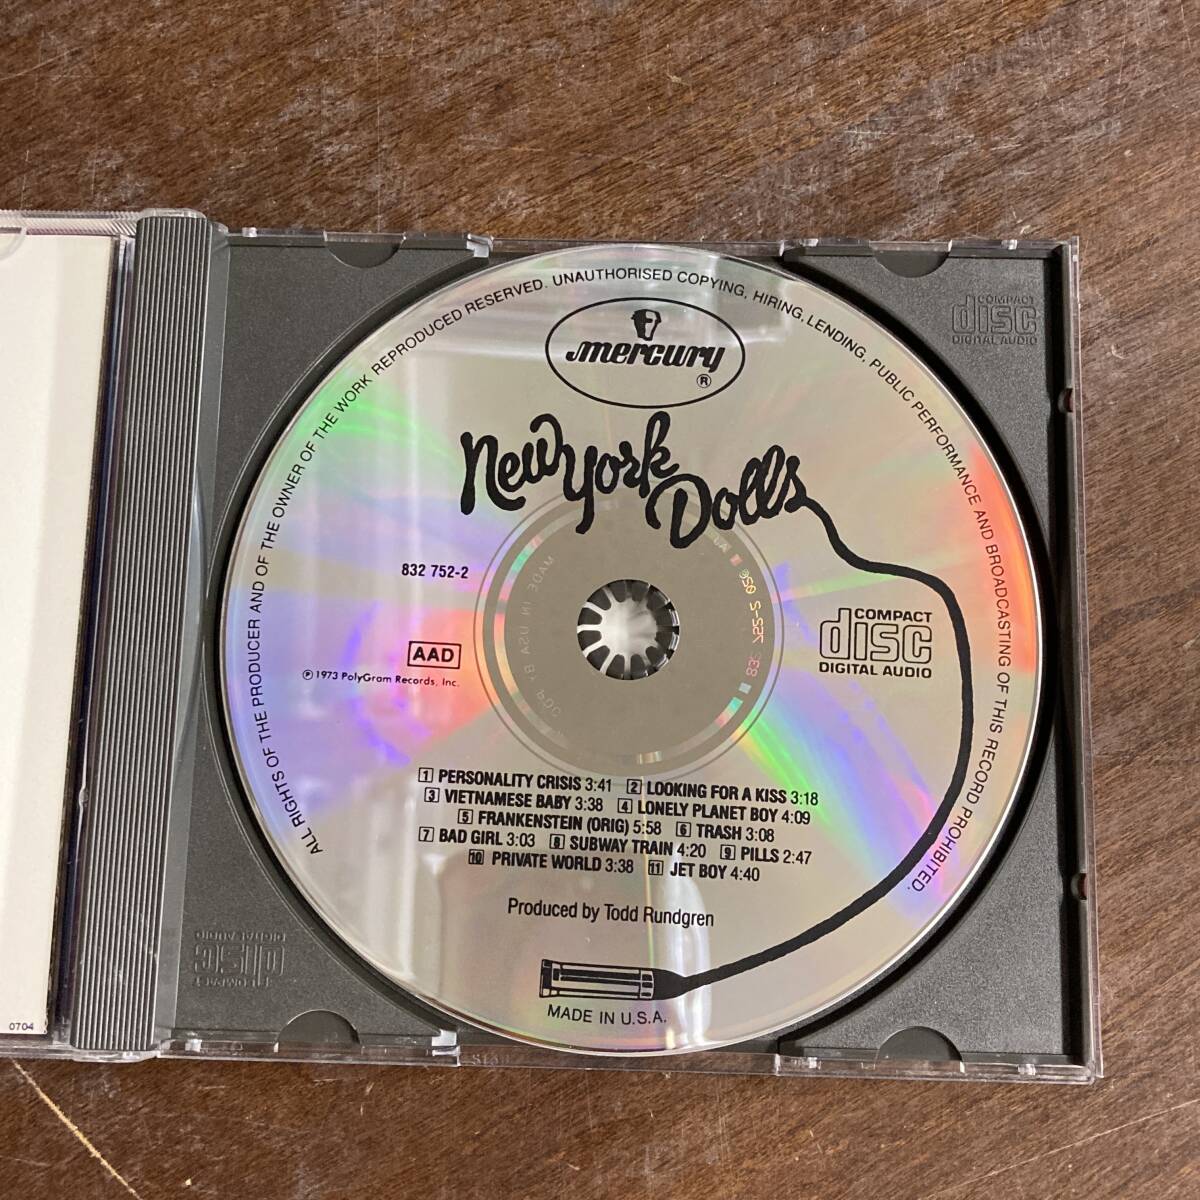 ALL RIGHTS OF THE PRODUCER AND OF THE OWNER OF THE WORK REPRODUCED RESERVED. UNAUTHORISED COPYING, HIRING, LENDING, PUBLIC PERFORMANCE AND BROADCASTING OF THIS RECORD PROHIBITED.
mercury
®
New York
Dolls
COMPACT
disc
DIGITAL AUDIO
832 752-2
AAD
℗ 1973 PolyGram Records, Inc.
COMPACT
disc
DIGITAL AUDIO
1 PERSONALITY CRISIS 3:41 2 LOOKING FOR A KISS 3:18
3 VIETNAMESE BABY 3:38 4 LONELY PLANET BOY 4:09
5 FRANKENSTEIN (ORIG) 5:58 6 TRASH 3:08
7 BAD GIRL 3:03 8 SUBWAY TRAIN 4:20 9 PILLS 2:47
10 PRIVATE WORLD 3:38 11 JET BOY 4:40
Produced by Todd Rundgren
MADE IN U.S.A.
COMPACT
disc
DIGITAL AUDIO
0704